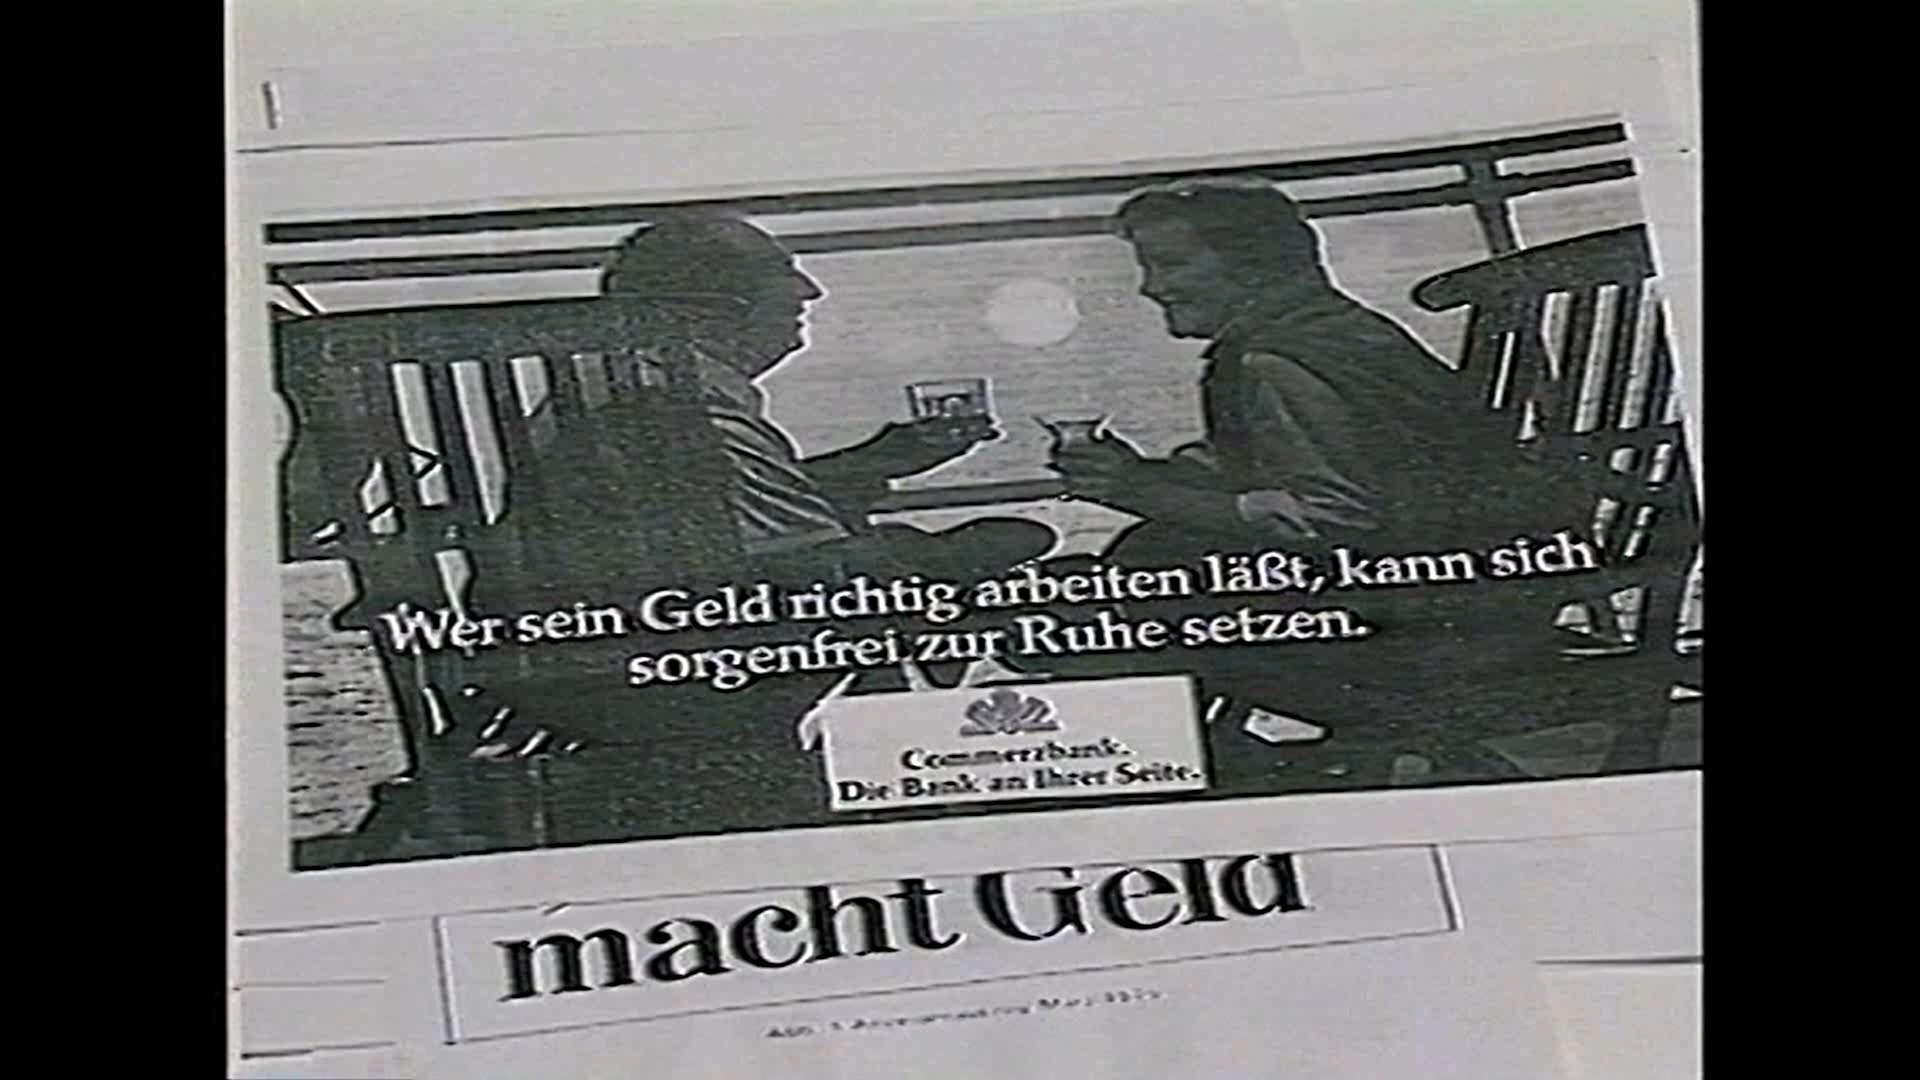 Wer sein Geld richtig arbeiten läßt, kann sich
sorgenfrei zur Ruhe setzen.
Commerzbank.
Die Bank an Ihrer Seite.
macht Geld